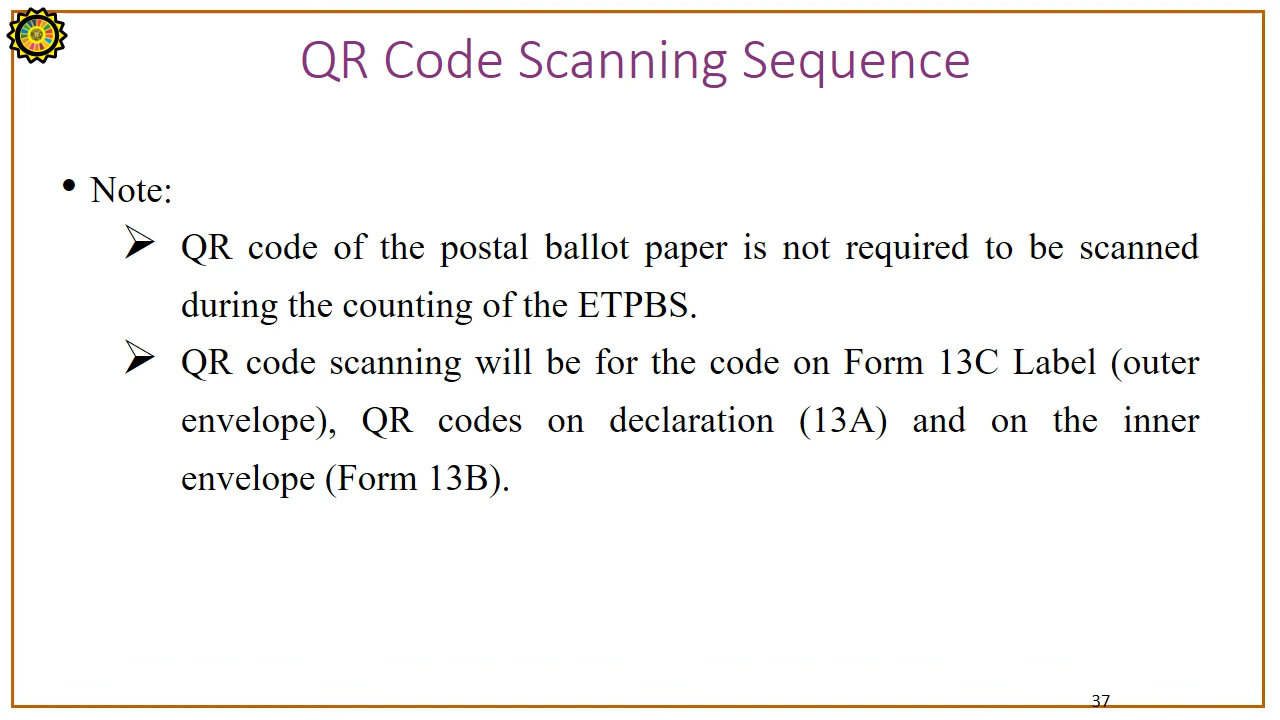 QR Code Scanning Sequence
• Note:
➢ QR code of the postal ballot paper is not required to be scanned
during the counting of the ETPBS.
➢ QR code scanning will be for the code on Form 13C Label (outer
envelope), QR codes on declaration (13A) and on the inner
envelope (Form 13B).
37